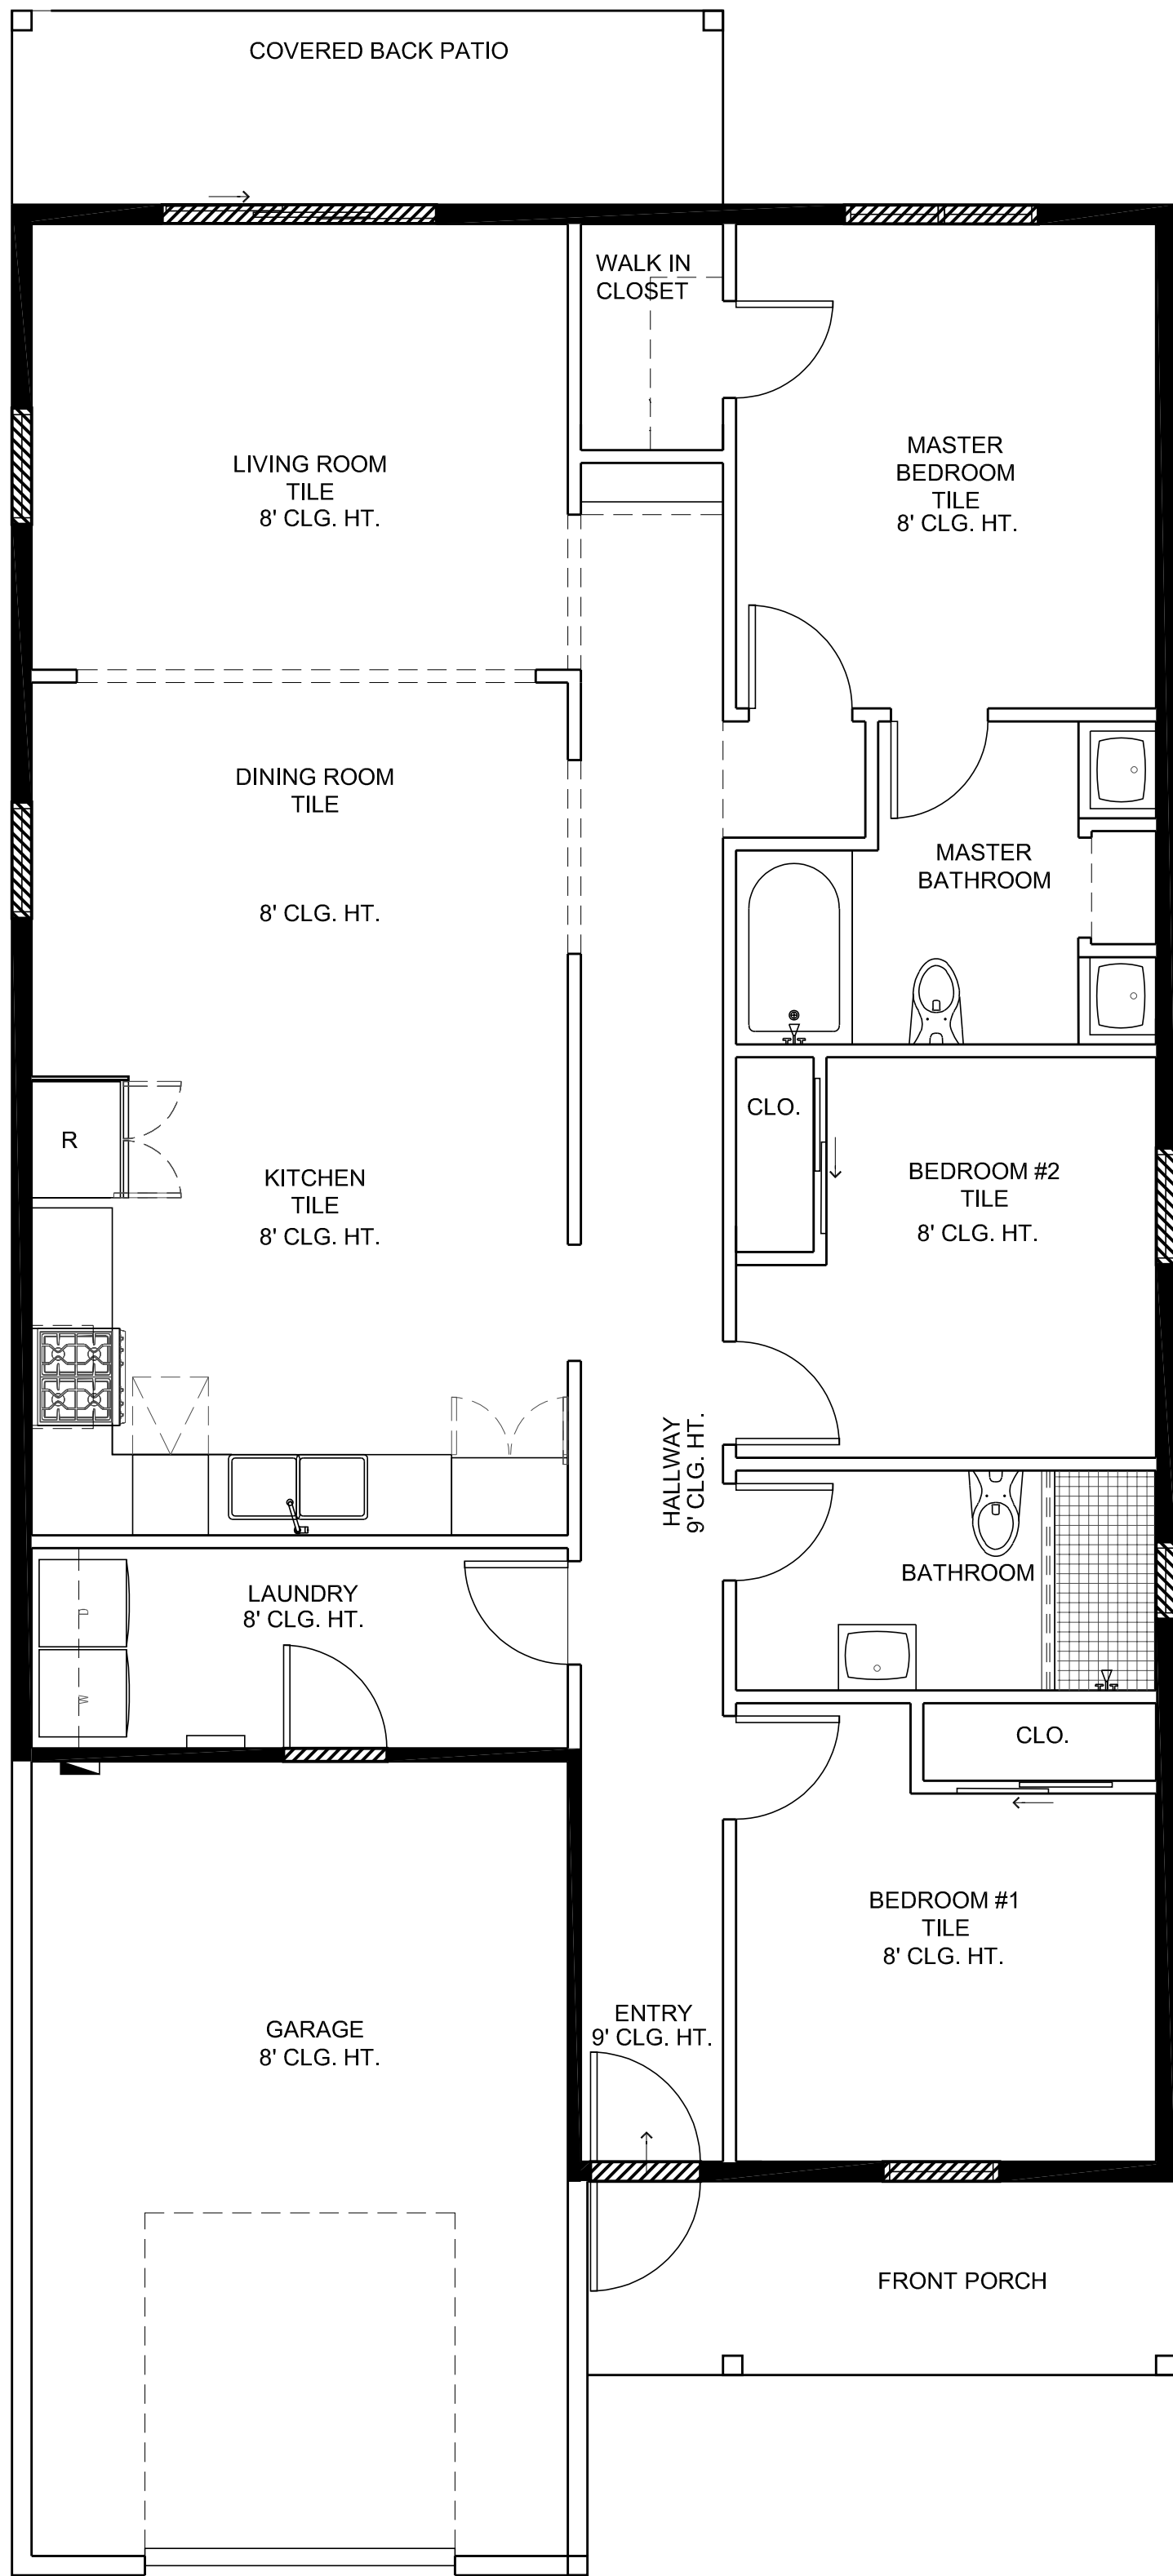 COVERED BACK PATIO
WALK IN
CLOSET
LIVING ROOM
TILE
8' CLG. HT.
MASTER
BEDROOM
TILE
8' CLG. HT.
DINING ROOM
TILE
8' CLG. HT.
MASTER
BATHROOM
CLO.
R
KITCHEN
TILE
8' CLG. HT.
BEDROOM #2
TILE
8' CLG. HT.
HALLWAY
9' CLG. HT.
LAUNDRY
8' CLG. HT.
D
W
BATHROOM
CLO.
BEDROOM #1
TILE
8' CLG. HT.
ENTRY
9' CLG. HT.
GARAGE
8' CLG. HT.
FRONT PORCH